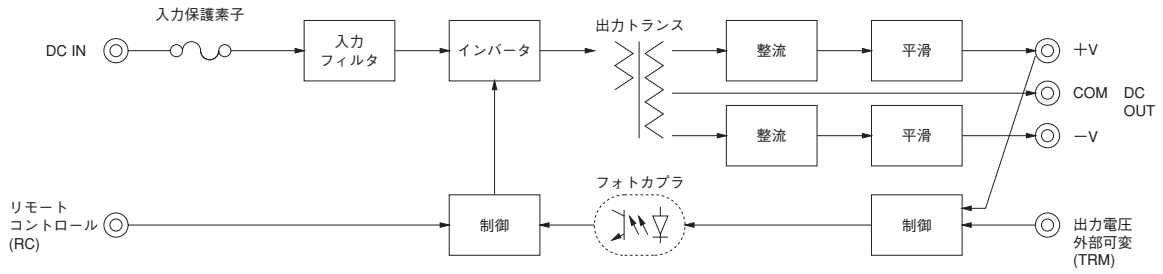 入力保護素子
DC IN
入力
フィルタ
インバータ
出力トランス
整流
平滑
＋V
COM
DC
OUT
整流
平滑
－V
リモート
コントロール
(RC)
制御
フォトカプラ
制御
出力電圧
外部可変
(TRM)